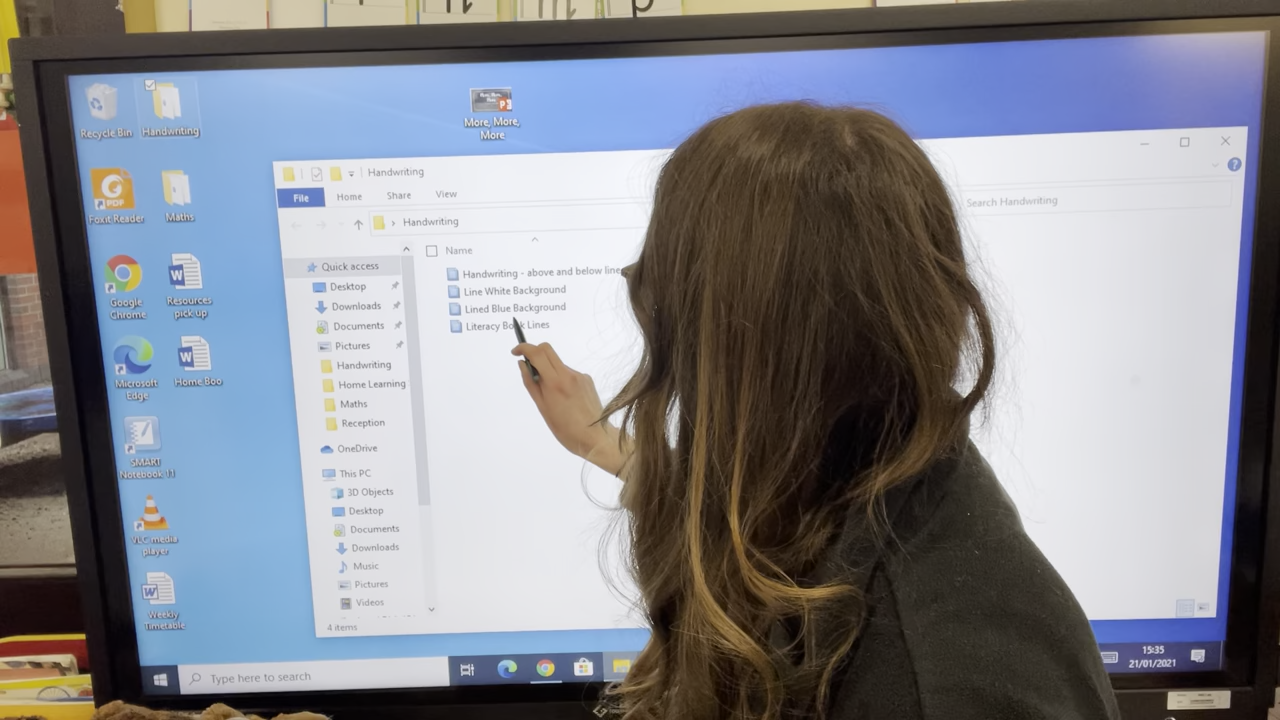 n
m
p
Recycle Bin
Handwriting
More, More,
More
Foxit Reader
Maths
Google
Chrome
Resources
pick up
Microsoft
Edge
Home Boo
SMART
Notebook 11
VLC media
player
Weekly
Timetable
Handwriting
File Home Share View
Handwriting
Search Handwriting
Quick access
Desktop
Downloads
Documents
Pictures
Handwriting
Home Learning
Maths
Reception
OneDrive
This PC
3D Objects
Desktop
Documents
Downloads
Music
Pictures
Videos
Name
Handwriting - above and below line
Line White Background
Lined Blue Background
Literacy Book Lines
4 items
Type here to search
15:35
21/01/2021